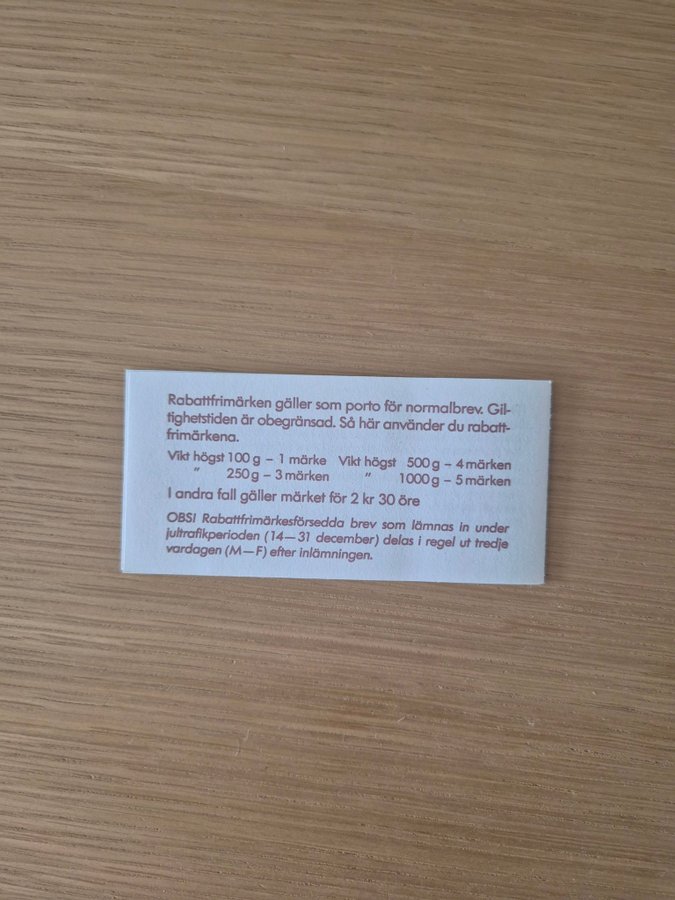 Rabattfrimärken gäller som porto för normalbrev. Gil-
tighetstiden är obegränsad. Så här använder du rabatt-
frimärkena.
Vikt högst 100 g – 1 märke Vikt högst 500 g – 4 märken
” 250 g – 3 märken ” 1000 g – 5 märken
I andra fall gäller märket för 2 kr 30 öre
OBS! Rabattfrimärkesförsedda brev som lämnas in under
jultrafikperioden (14—31 december) delas i regel ut tredje
vardagen (M—F) efter inlämningen.